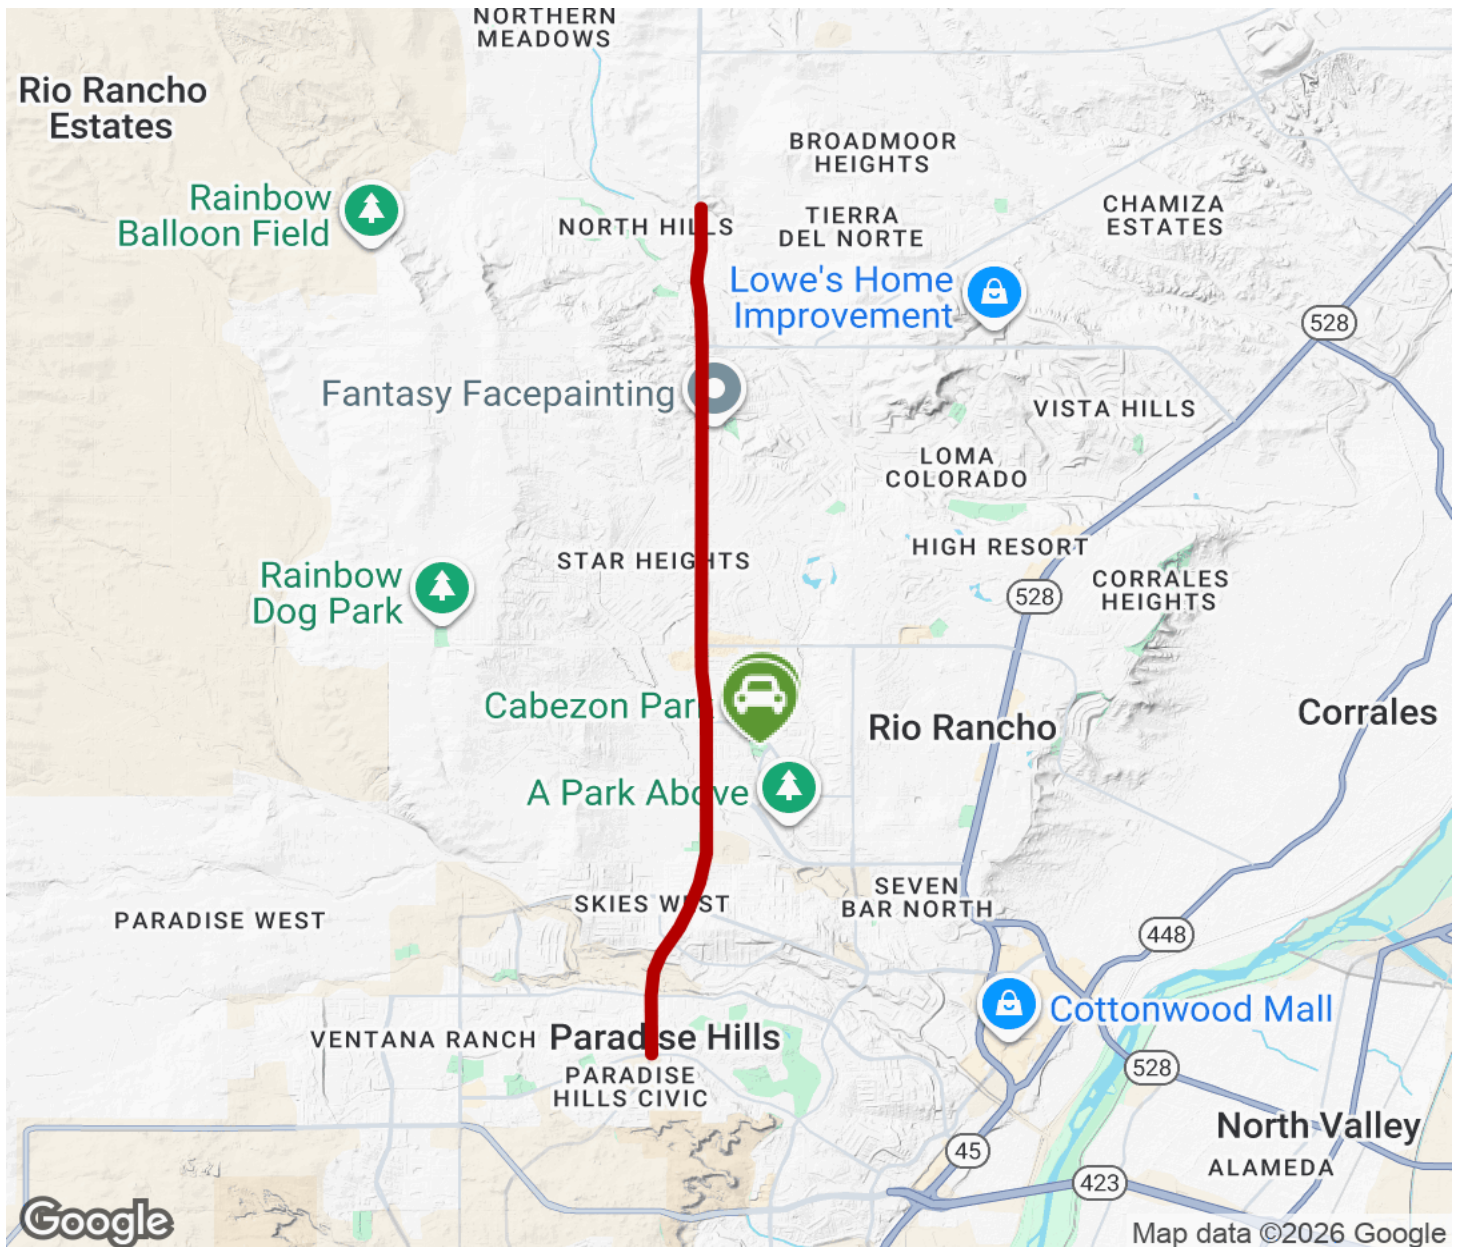 NORTHERN
MEADOWS
Rio Rancho
Estates
BROADMOOR
HEIGHTS
Rainbow
Balloon Field
NORTH HILLS
TIERRA
DEL NORTE
CHAMIZA
ESTATES
Lowe's Home
Improvement
528
Fantasy Facepainting
VISTA HILLS
LOMA
COLORADO
STAR HEIGHTS
HIGH RESORT
Rainbow
Dog Park
528
CORRALES
HEIGHTS
Cabezon Park
Rio Rancho
Corrales
A Park Above
SKIES WEST
SEVEN
BAR NORTH
PARADISE WEST
448
Cottonwood Mall
VENTANA RANCH
Paradise Hills
PARADISE
HILLS CIVIC
528
North Valley
45
ALAMEDA
423
Google
Map data ©2026 Google